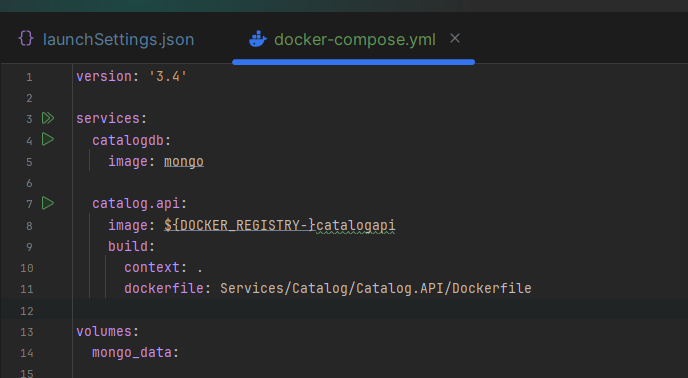 {} launchSettings.json docker-compose.yml ×
1 version: '3.4'
2
3 services:
4   catalogdb:
5     image: mongo
6
7   catalog.api:
8     image: ${DOCKER_REGISTRY-}catalogapi
9     build:
10       context: .
11       dockerfile: Services/Catalog/Catalog.API/Dockerfile
12
13 volumes:
14   mongo_data:
15